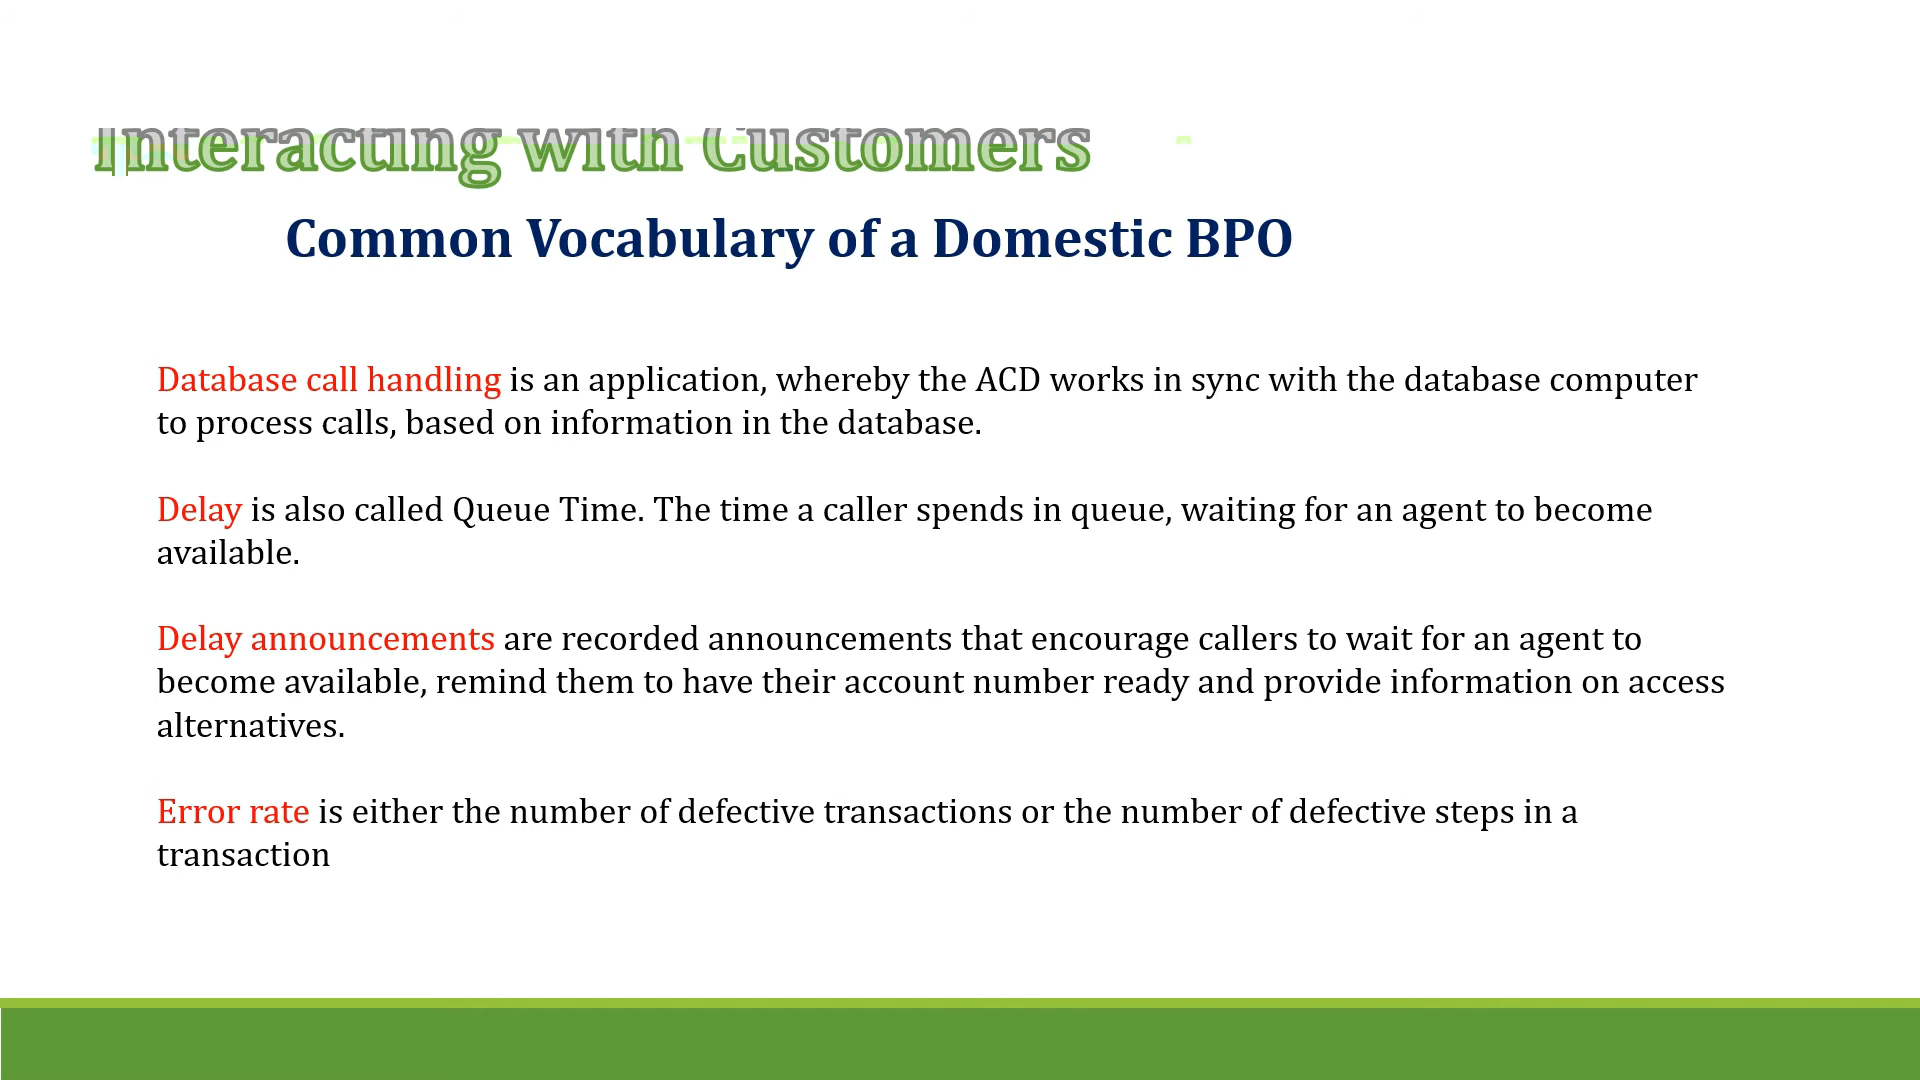 Interacting with Customers
Common Vocabulary of a Domestic BPO
Database call handling is an application, whereby the ACD works in sync with the database computer
to process calls, based on information in the database.
Delay is also called Queue Time. The time a caller spends in queue, waiting for an agent to become
available.
Delay announcements are recorded announcements that encourage callers to wait for an agent to
become available, remind them to have their account number ready and provide information on access
alternatives.
Error rate is either the number of defective transactions or the number of defective steps in a
transaction